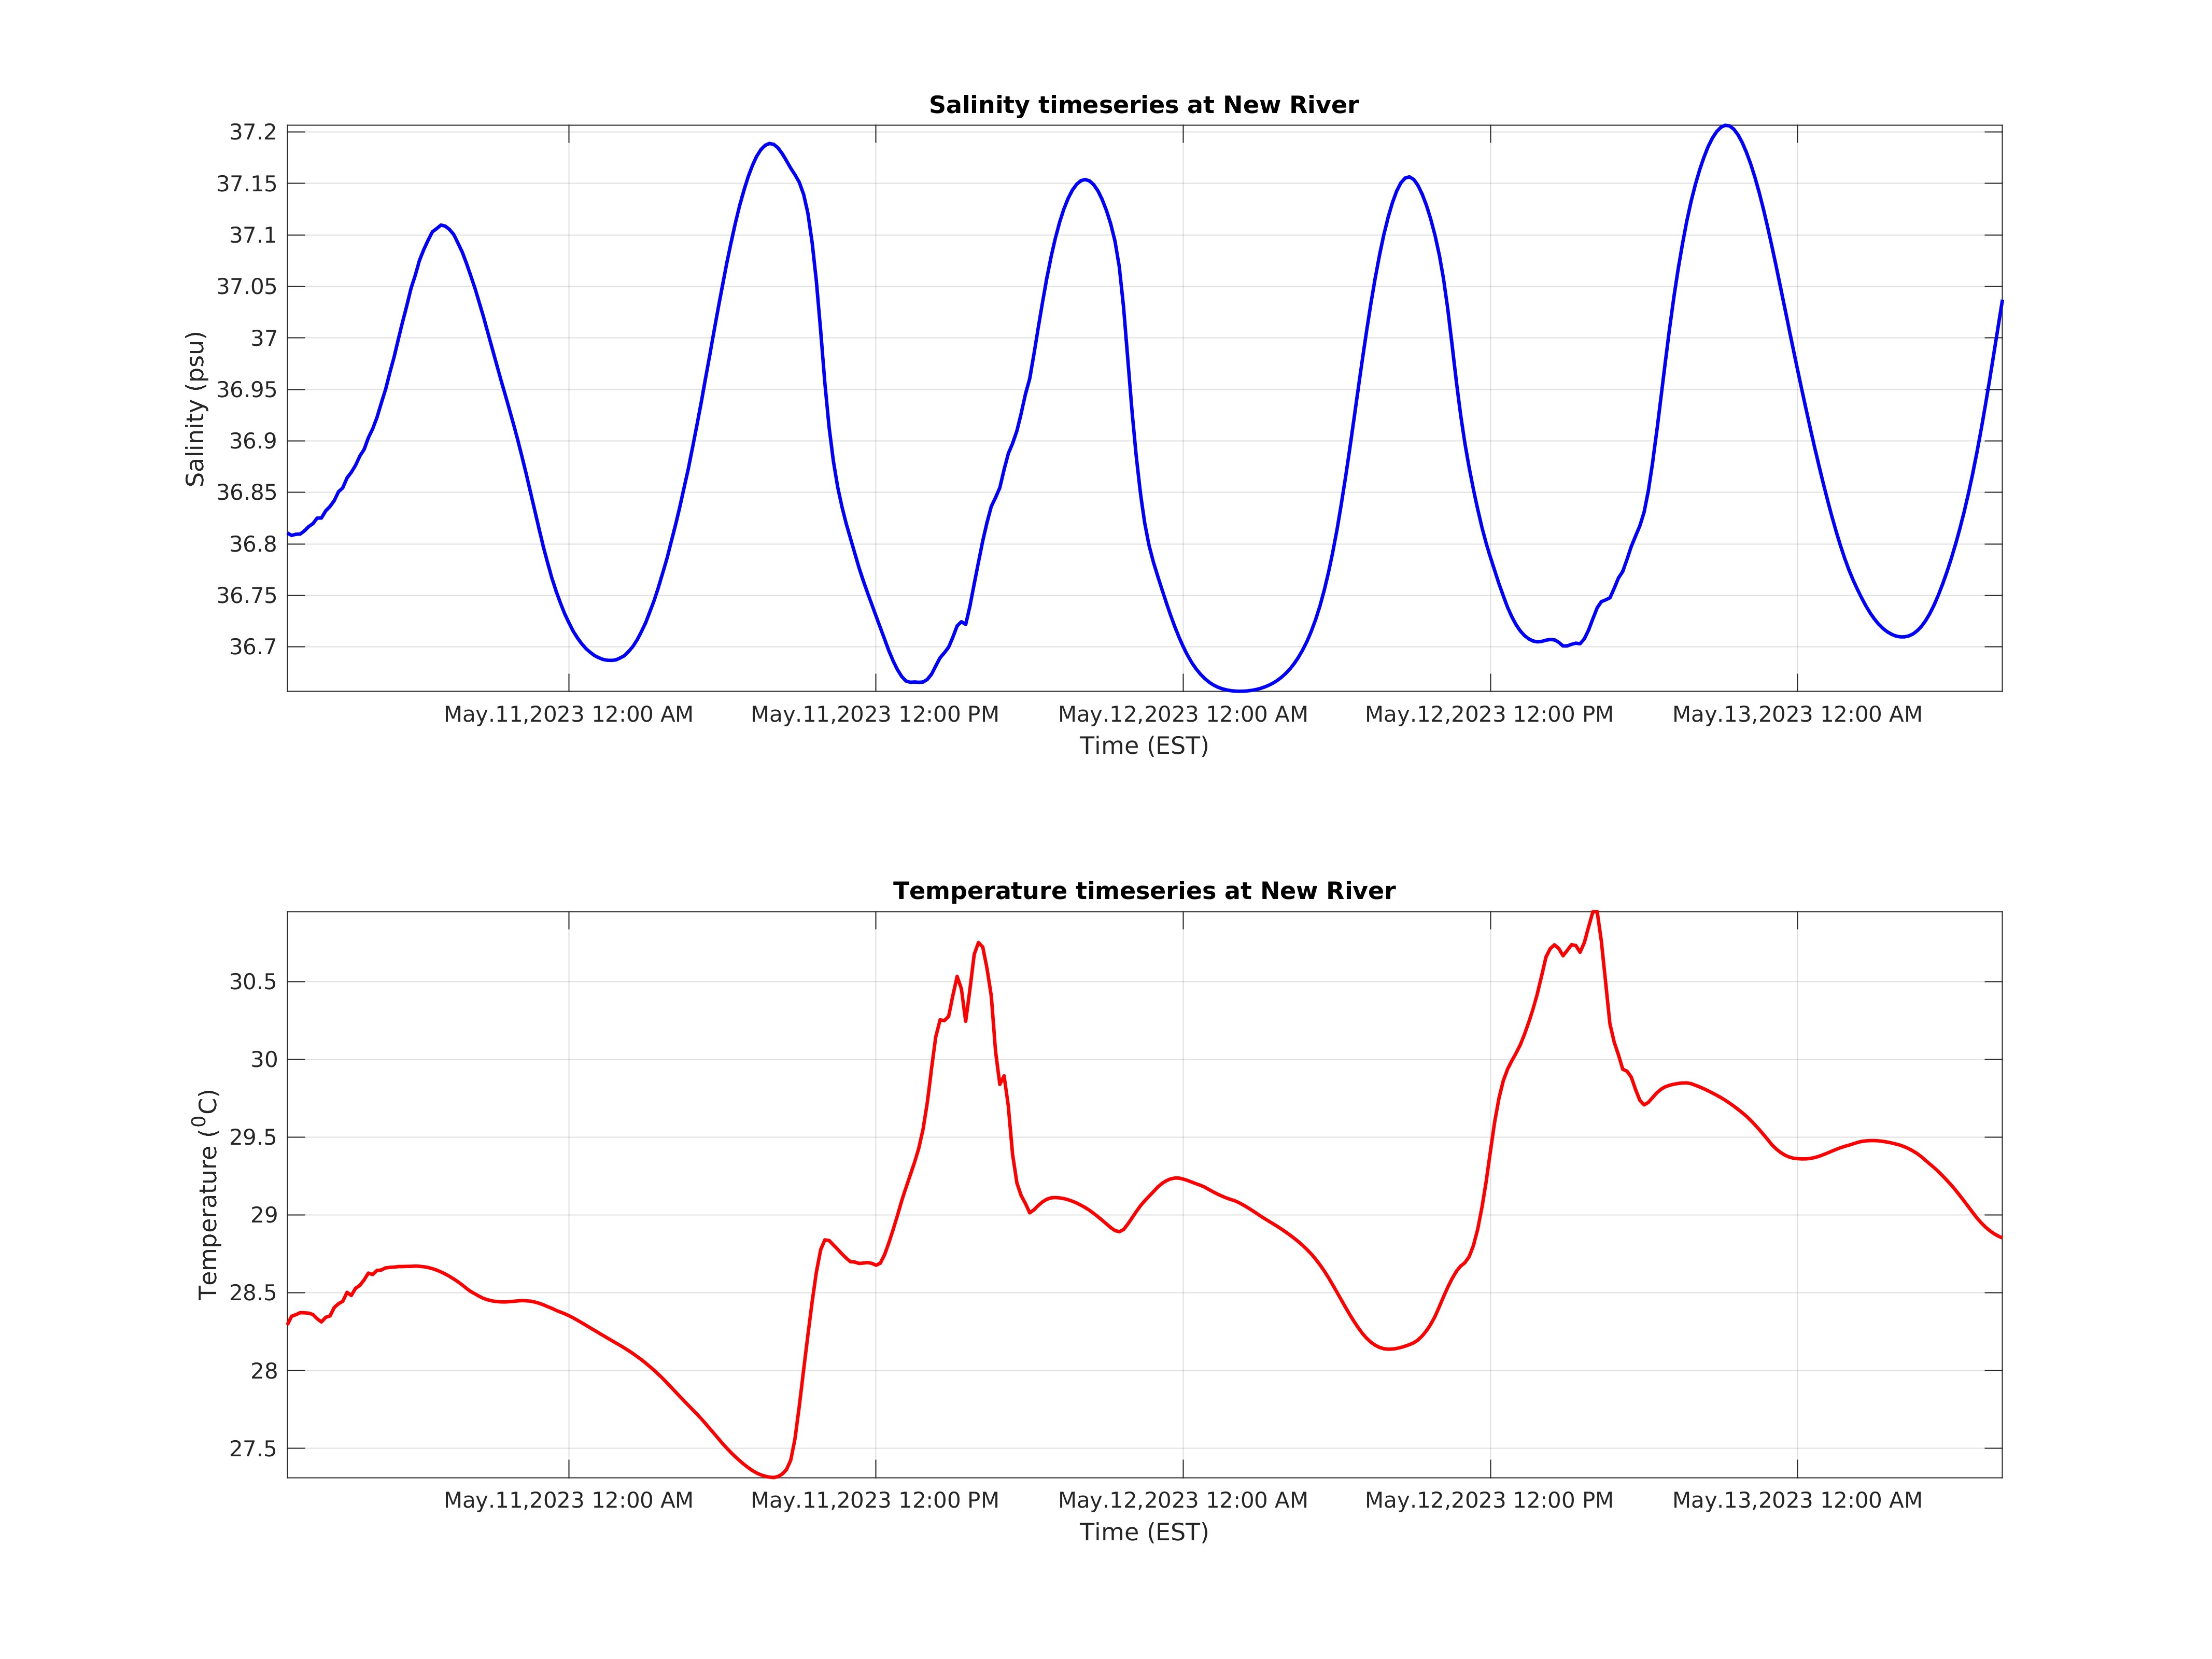 Salinity timeseries at New River
37.2
37.15
37.1
37.05
37
36.95
36.9
36.85
36.8
36.75
36.7
Salinity (psu)
May.11,2023 12:00 AM May.11,2023 12:00 PM May.12,2023 12:00 AM May.12,2023 12:00 PM May.13,2023 12:00 AM
Time (EST)
Temperature timeseries at New River
30.5
30
29.5
29
28.5
28
27.5
Temperature (⁰C)
May.11,2023 12:00 AM May.11,2023 12:00 PM May.12,2023 12:00 AM May.12,2023 12:00 PM May.13,2023 12:00 AM
Time (EST)